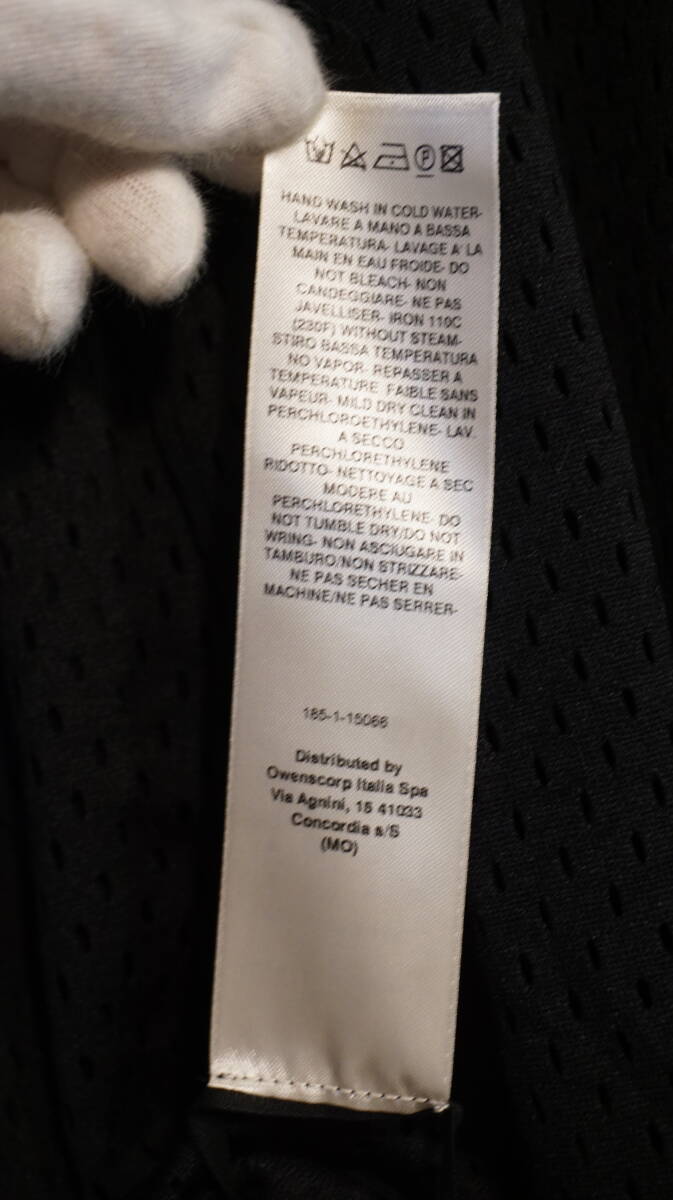 HAND WASH IN COLD WATER-
LAVARE A MANO A BASSA
TEMPERATURA- LAVAGE A' LA
MAIN EN EAU FROIDE- DO
NOT BLEACH- NON
CANDEGGIARE- NE PAS
JAVELLISER- IRON 110C
(230F) WITHOUT STEAM-
STIRO BASSA TEMPERATURA
NO VAPOR- REPASSER A
TEMPERATURE FAIBLE SANS
VAPEUR- MILD DRY CLEAN IN
PERCHLOROETHYLENE- LAV.
A SECCO
PERCHLORETHYLENE
RIDOTTO- NETTOYAGE A SEC
MODERE AU
PERCHLORETHYLENE- DO
NOT TUMBLE DRY/DO NOT
WRING- NON ASCIUGARE IN
TAMBURO/NON STRIZZARE-
NE PAS SECHER EN
MACHINE/NE PAS SERRER-
185-1-15066
Distributed by
Owenscorp Italia Spa
Via Agnini, 15 41033
Concordia s/S
(MO)